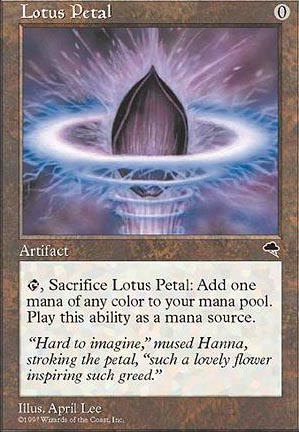 Lotus Petal 0
Artifact
, Sacrifice Lotus Petal: Add one
mana of any color to your mana pool.
Play this ability as a mana source.
“Hard to imagine,” mused Hanna,
stroking the petal, “such a lovely flower
inspiring such greed.”
Illus. April Lee
©1997 Wizards of the Coast, Inc.